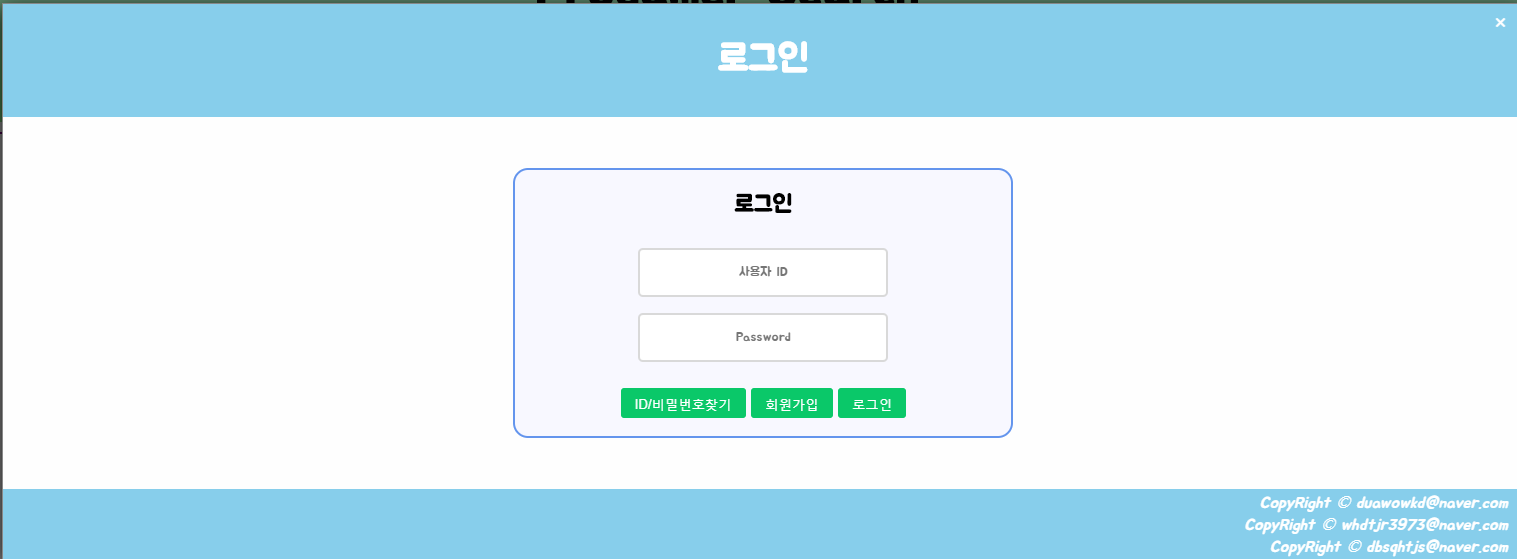 ×
로그인
로그인
사용자 ID
Password
ID/비밀번호찾기 회원가입 로그인
CopyRight © duawowkd@naver.com
CopyRight © whdtjr3973@naver.com
CopyRight © dbsqhtjs@naver.com